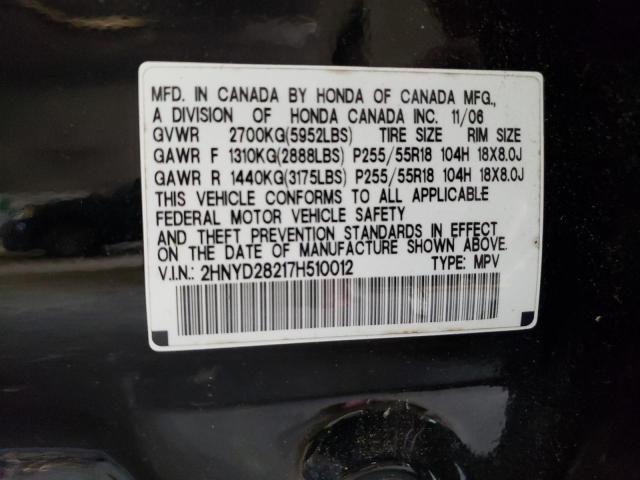 MFD. IN CANADA BY HONDA OF CANADA MFG.,
A DIVISION OF HONDA CANADA INC. 11/06
GVWR 2700KG(5952LBS) TIRE SIZE RIM SIZE
GAWR F 1310KG(2888LBS) P255/55R18 104H 18X8.0J
GAWR R 1440KG(3175LBS) P255/55R18 104H 18X8.0J
THIS VEHICLE CONFORMS TO ALL APPLICABLE
FEDERAL MOTOR VEHICLE SAFETY
AND THEFT PREVENTION STANDARDS IN EFFECT
ON THE DATE OF MANUFACTURE SHOWN ABOVE.
V.I.N.: 2HNYD28217H510012 TYPE: MPV